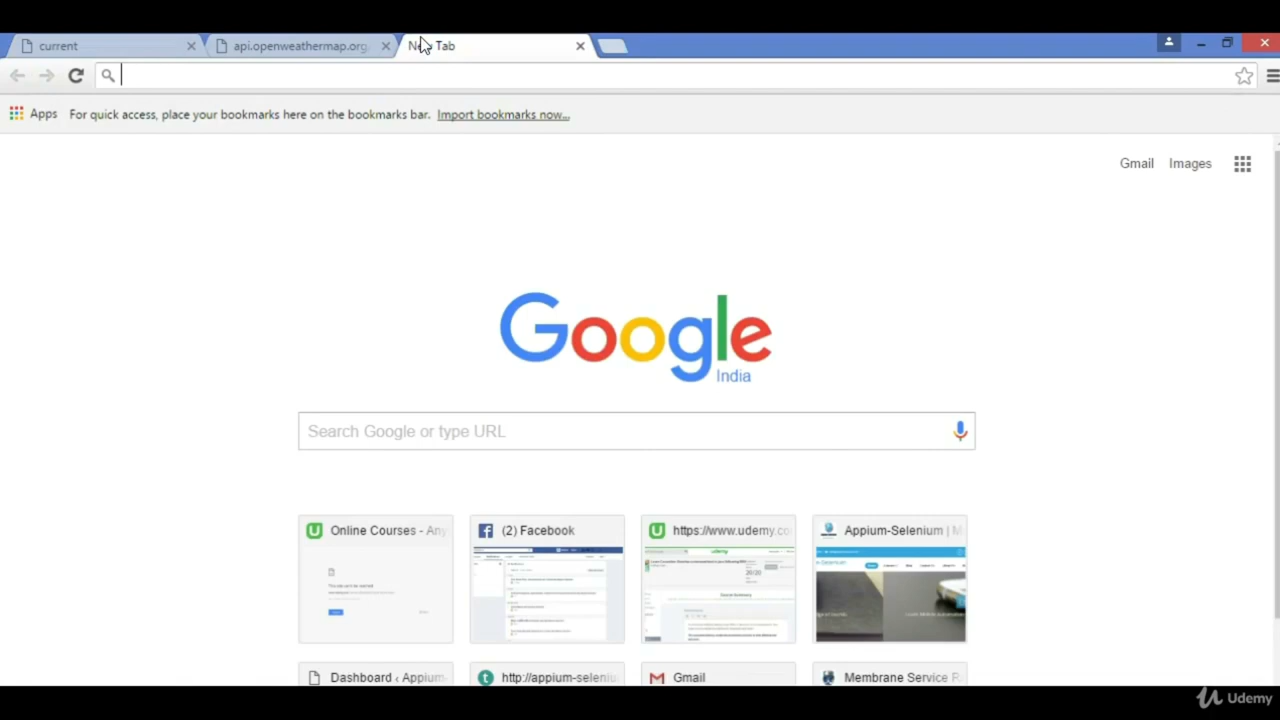 current
api.openweathermap.org
New Tab
Apps For quick access, place your bookmarks here on the bookmarks bar. Import bookmarks now...
Gmail Images
Google
India
Search Google or type URL
Online Courses - Any
(2) Facebook
https://www.udemy.co
Appium-Selenium | M
Dashboard ‹ Appium-
http://appium-seleniu
Gmail
Membrane Service R
Udemy